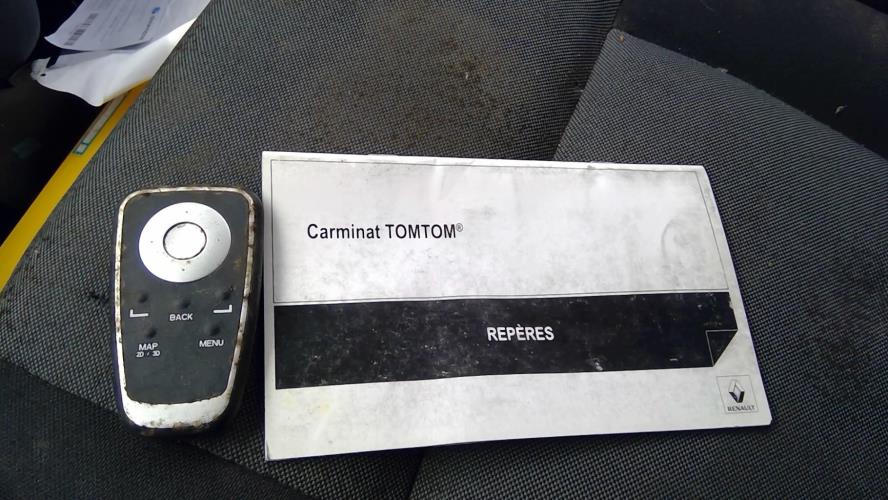 Carminat TOMTOM®
REPÈRES
RENAULT
BACK
MAP
2D / 3D
MENU